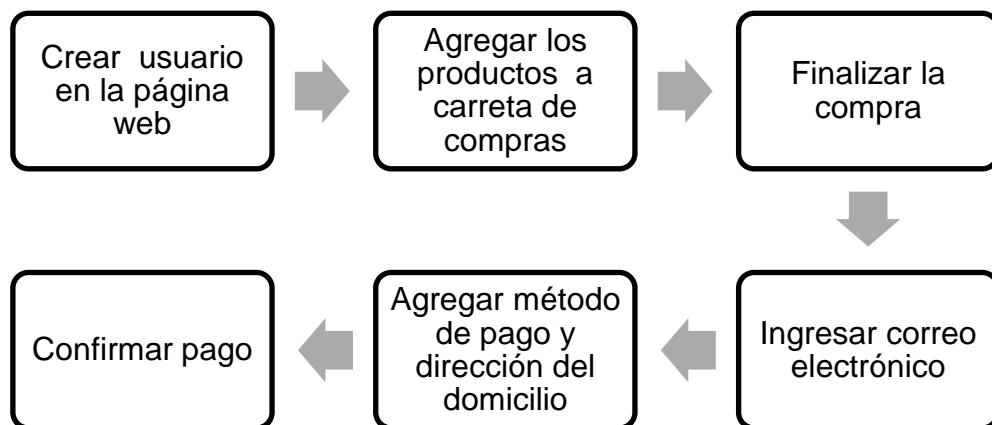 Crear usuario
en la página
web
Agregar los
productos a
carreta de
compras
Finalizar la
compra
Ingresar correo
electrónico
Agregar método
de pago y
dirección del
domicilio
Confirmar pago